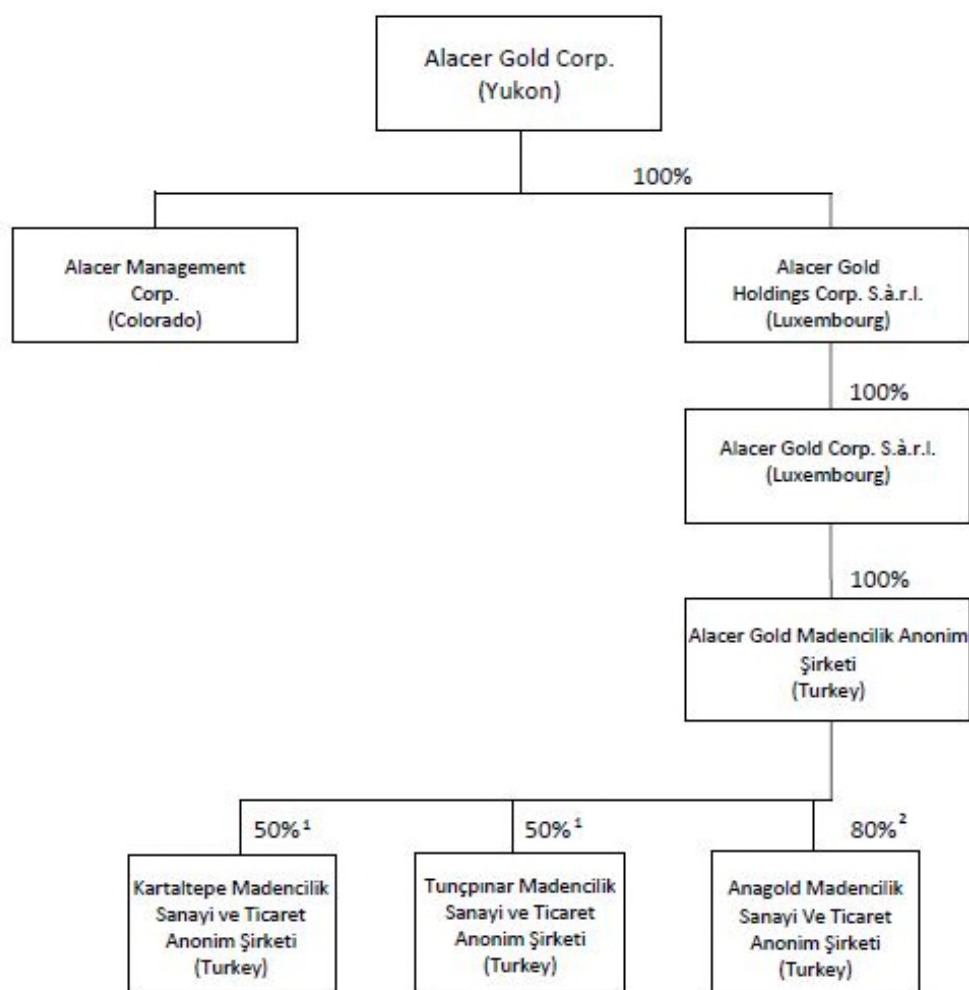 Alacer Gold Corp.
(Yukon)
100%
Alacer Management
Corp.
(Colorado)
Alacer Gold
Holdings Corp. S.à.r.l.
(Luxembourg)
100%
Alacer Gold Corp. S.à.r.l.
(Luxembourg)
100%
Alacer Gold Madencilik Anonim
Şirketi
(Turkey)
50%¹
50%¹
80%²
Kartaltepe Madencilik
Sanayi ve Ticaret
Anonim Şirketi
(Turkey)
Tunçpınar Madencilik
Sanayi ve Ticaret
Anonim Şirketi
(Turkey)
Anagold Madencilik
Sanayi Ve Ticaret
Anonim Şirketi
(Turkey)